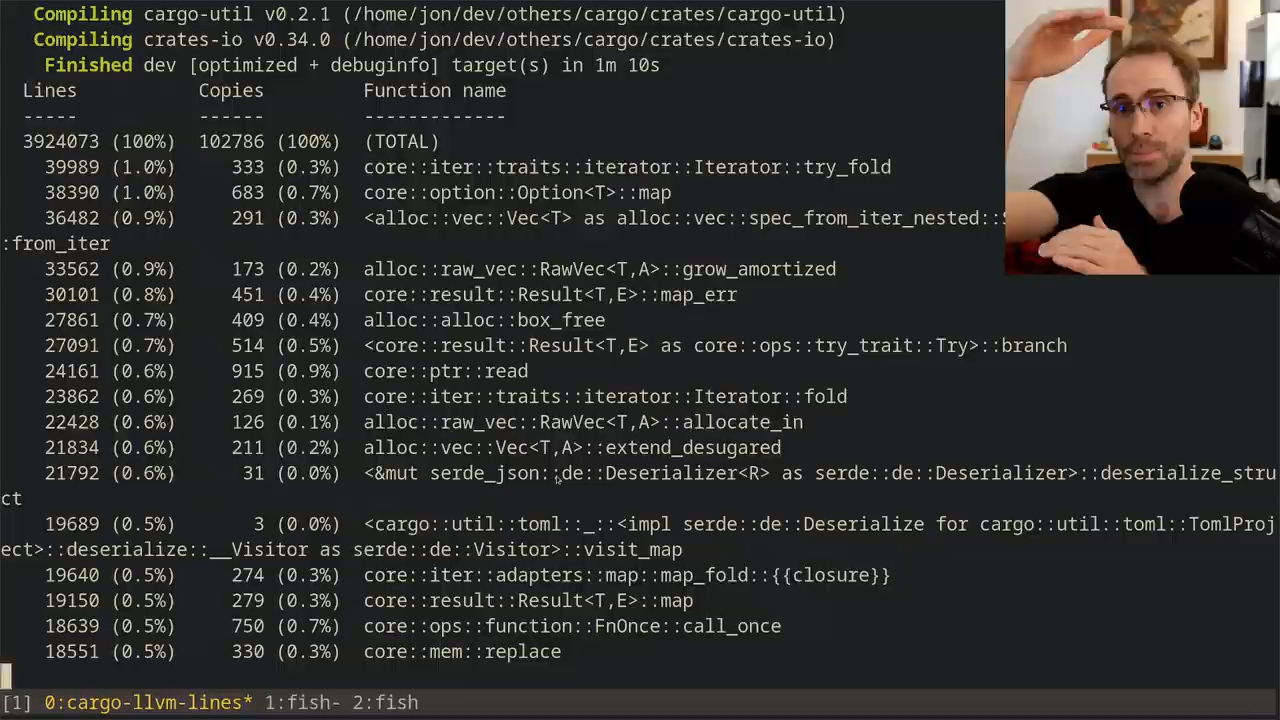 Compiling cargo-util v0.2.1 (/home/jon/dev/others/cargo/crates/cargo-util)
Compiling crates-io v0.34.0 (/home/jon/dev/others/cargo/crates/crates-io)
Finished dev [optimized + debuginfo] target(s) in 1m 10s
Lines Copies Function name
----- ------ -------------
3924073 (100%) 102786 (100%) (TOTAL)
39989 (1.0%) 333 (0.3%) core::iter::traits::iterator::Iterator::try_fold
38390 (1.0%) 683 (0.7%) core::option::Option<T>::map
36482 (0.9%) 291 (0.3%) <alloc::vec::Vec<T> as alloc::vec::spec_from_iter_nested::
:from_iter
33562 (0.9%) 173 (0.2%) alloc::raw_vec::RawVec<T,A>::grow_amortized
30101 (0.8%) 451 (0.4%) core::result::Result<T,E>::map_err
27861 (0.7%) 409 (0.4%) alloc::alloc::box_free
27091 (0.7%) 514 (0.5%) <core::result::Result<T,E> as core::ops::try_trait::Try>::branch
24161 (0.6%) 915 (0.9%) core::ptr::read
23862 (0.6%) 269 (0.3%) core::iter::traits::iterator::Iterator::fold
22428 (0.6%) 126 (0.1%) alloc::raw_vec::RawVec<T,A>::allocate_in
21834 (0.6%) 211 (0.2%) alloc::vec::Vec<T,A>::extend_desugared
21792 (0.6%) 31 (0.0%) <&mut serde_json::de::Deserializer<R> as serde::de::Deserializer>::deserialize_stru
ct
19689 (0.5%) 3 (0.0%) <cargo::util::toml::_::<impl serde::de::Deserialize for cargo::util::toml::TomlProj
ect>::deserialize::__Visitor as serde::de::Visitor>::visit_map
19640 (0.5%) 274 (0.3%) core::iter::adapters::map::map_fold::{{closure}}
19150 (0.5%) 279 (0.3%) core::result::Result<T,E>::map
18639 (0.5%) 750 (0.7%) core::ops::function::FnOnce::call_once
18551 (0.5%) 330 (0.3%) core::mem::replace
[1] 0:cargo-llvm-lines* 1:fish- 2:fish